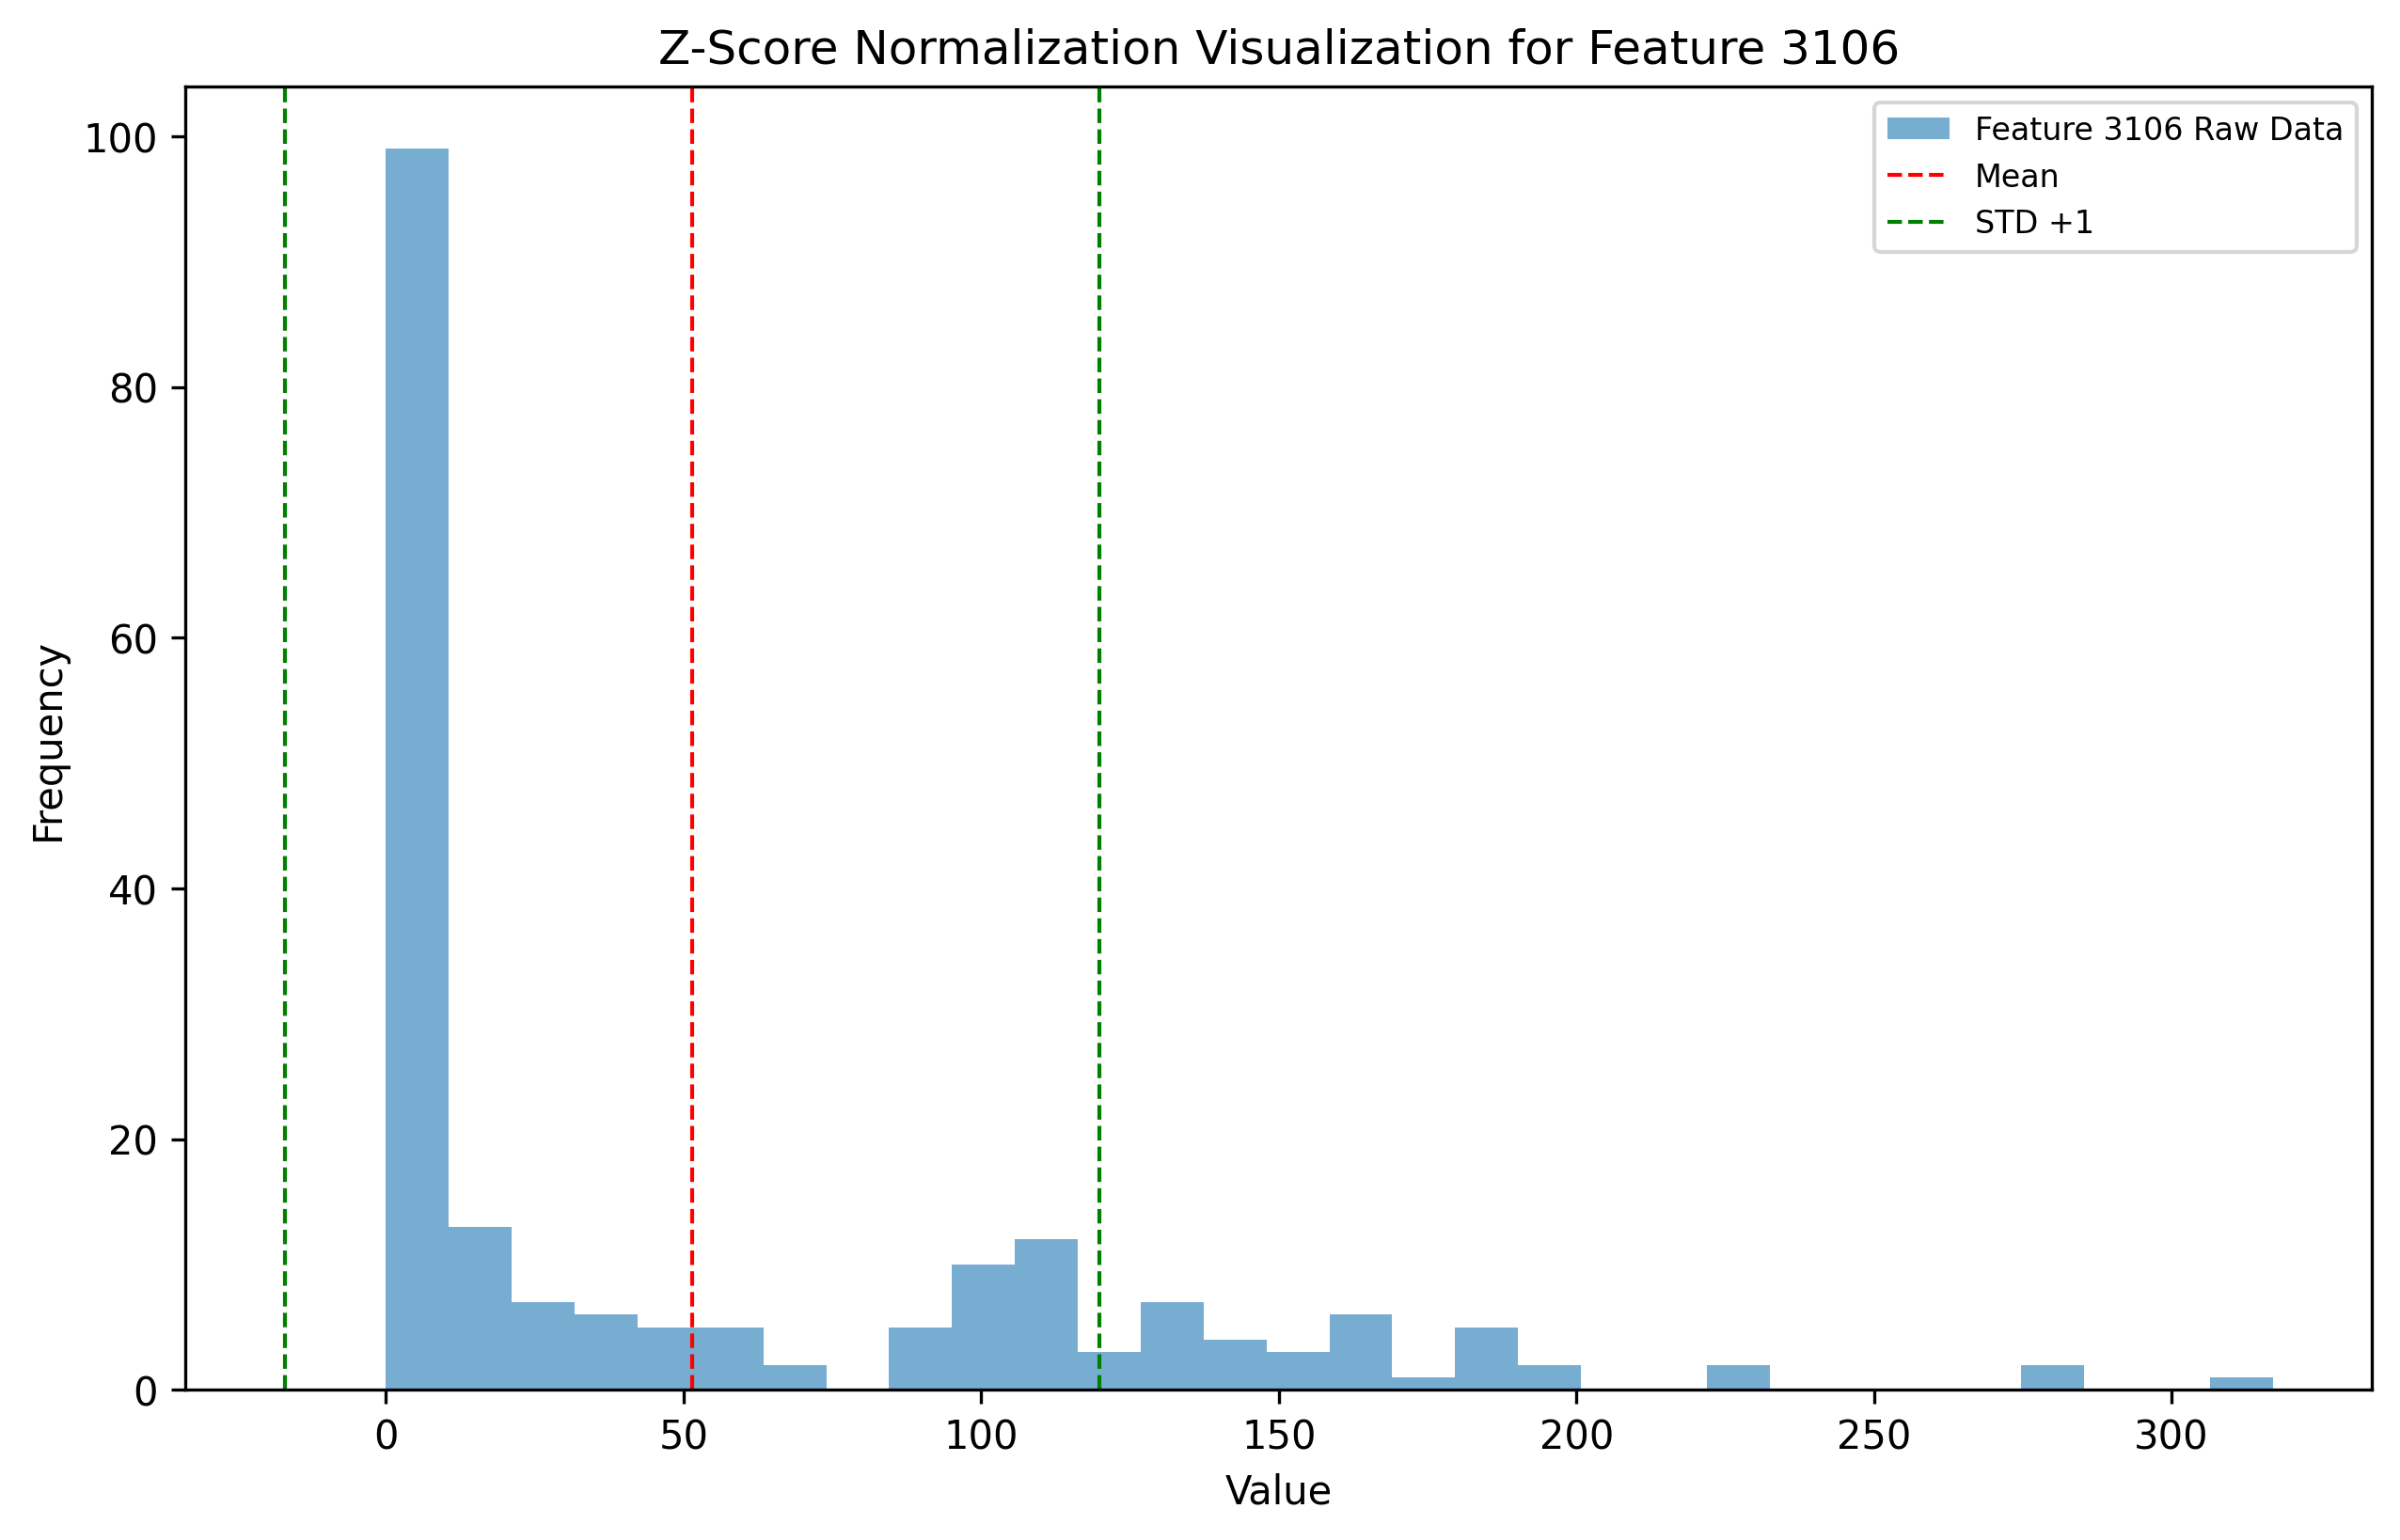 Z-Score Normalization Visualization for Feature 3106
Feature 3106 Raw Data
Mean
STD +1
100
80
60
40
20
0
Frequency
0 50 100 150 200 250 300
Value